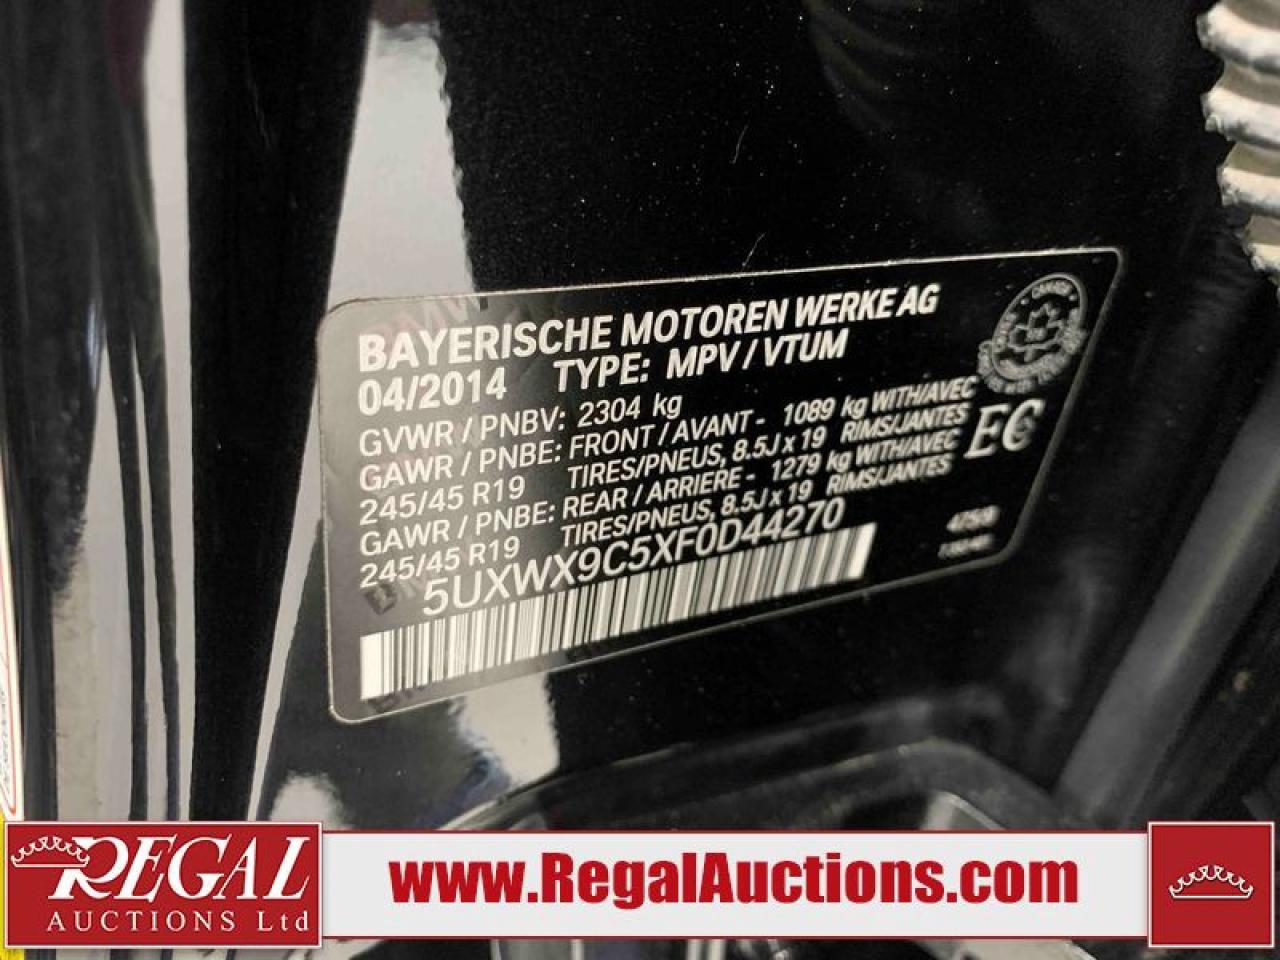 BAYERISCHE MOTOREN WERKE AG
04/2014 TYPE: MPV / VTUM
GVWR / PNBV: 2304 kg
GAWR / PNBE: FRONT / AVANT - 1089 kg WITH/AVEC
245/45 R19 TIRES/PNEUS, 8.5J x 19 RIMS/JANTES
GAWR / PNBE: REAR / ARRIERE - 1279 kg WITH/AVEC
245/45 R19 TIRES/PNEUS, 8.5J x 19 RIMS/JANTES
EC
5UXWX9C5XF0D44270
CANADA
REGAL
AUCTIONS Ltd
www.RegalAuctions.com